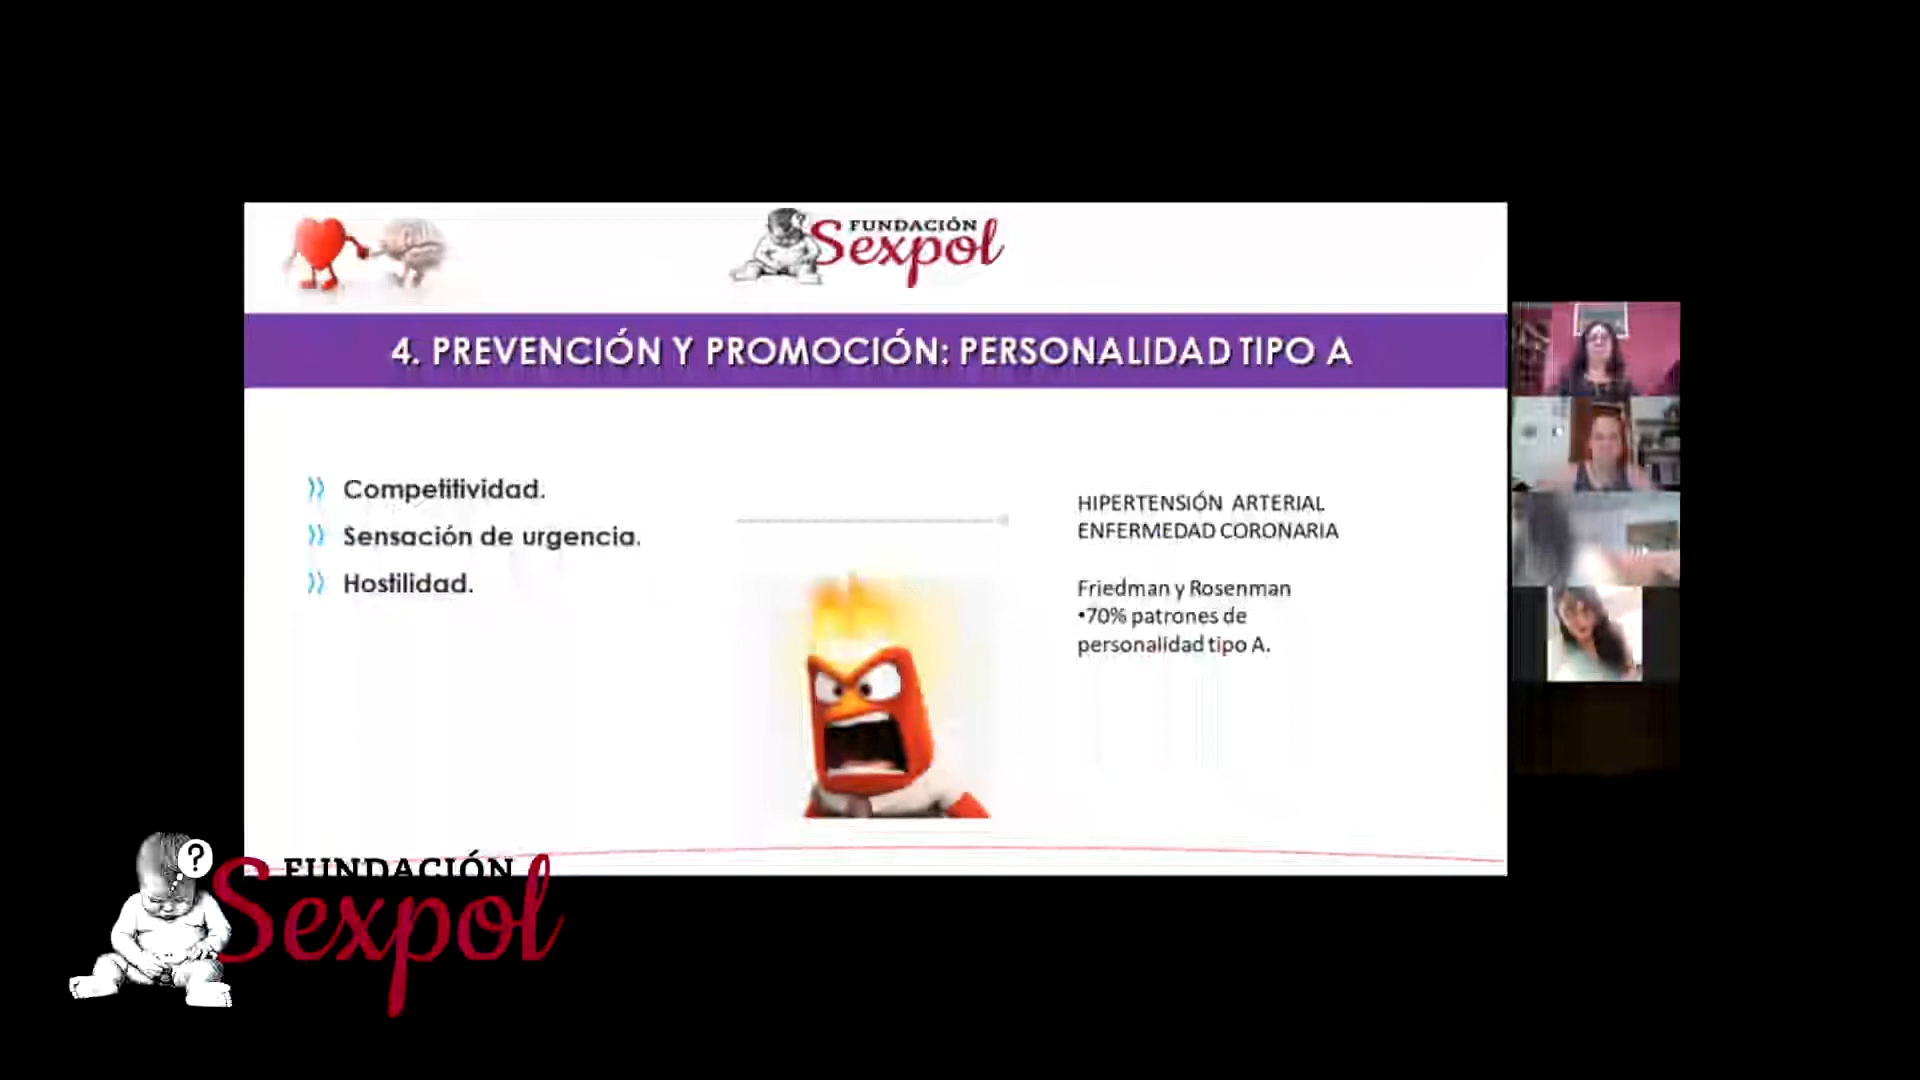 FUNDACIÓN
Sexpol
4. PREVENCIÓN Y PROMOCIÓN: PERSONALIDAD TIPO A
Competitividad.
Sensación de urgencia.
Hostilidad.
HIPERTENSIÓN ARTERIAL
ENFERMEDAD CORONARIA
Friedman y Rosenman
•70% patrones de
personalidad tipo A.
?
FUNDACIÓN
Sexpol